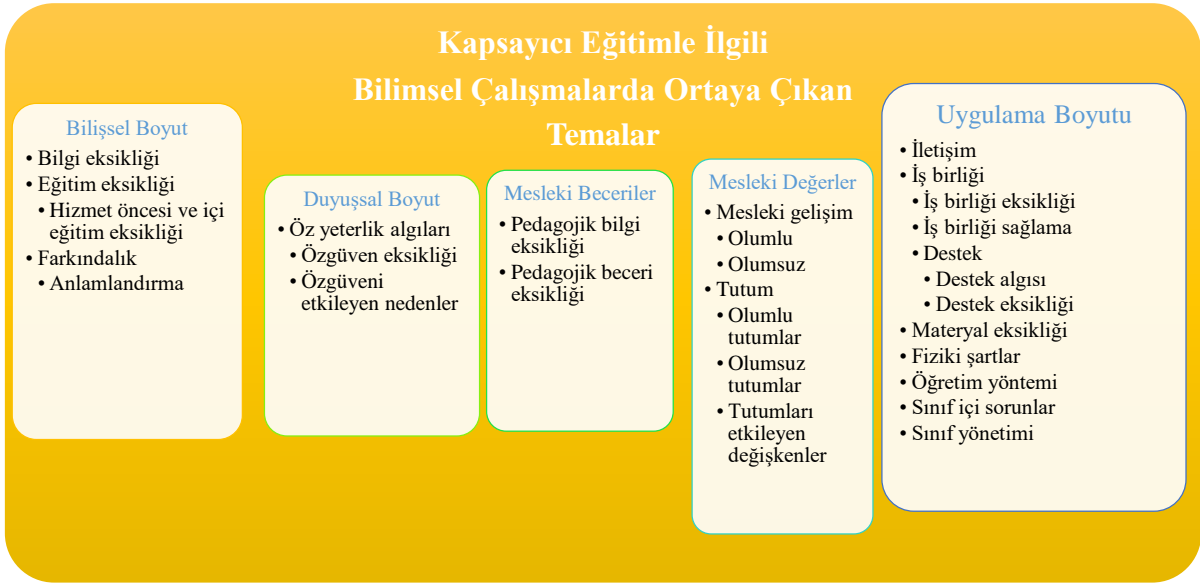 Kapsayıcı Eğitimle İlgili
Bilimsel Çalışmalarda Ortaya Çıkan
Temalar
Bilişsel Boyut
• Bilgi eksikliği
• Eğitim eksikliği
• Hizmet öncesi ve içi
eğitim eksikliği
• Farkındalık
• Anlamlandırma
Duyuşsal Boyut
• Öz yeterlik algıları
• Özgüven eksikliği
• Özgüveni
etkileyen nedenler
Mesleki Beceriler
• Pedagojik bilgi
eksikliği
• Pedagojik beceri
eksikliği
Mesleki Değerler
• Mesleki gelişim
• Olumlu
• Olumsuz
• Tutum
• Olumlu
tutumlar
• Olumsuz
tutumlar
• Tutumları
etkileyen
değişkenler
Uygulama Boyutu
• İletişim
• İş birliği
• İş birliği eksikliği
• İş birliği sağlama
• Destek
• Destek algısı
• Destek eksikliği
• Materyal eksikliği
• Fiziki şartlar
• Öğretim yöntemi
• Sınıf içi sorunlar
• Sınıf yönetimi